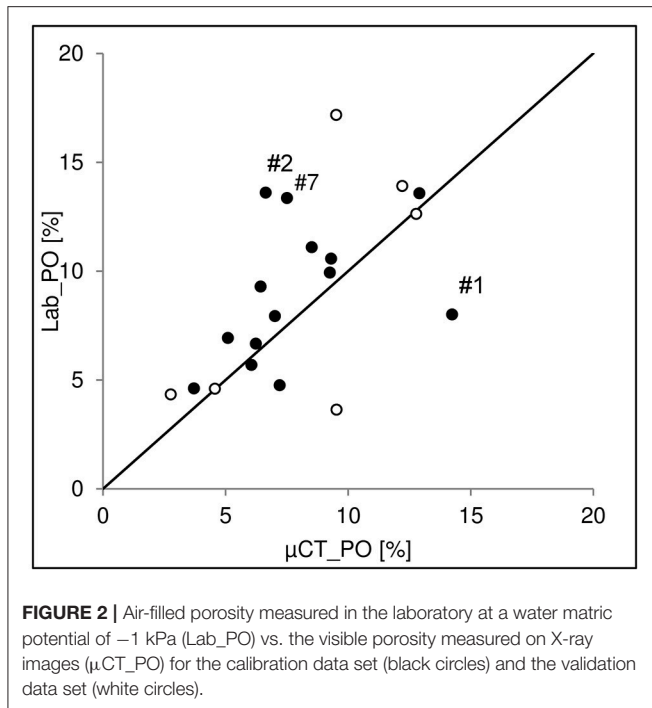 20
15
10
5
0
Lab_PO [%]
#2
#7
#1
0 5 10 15 20
μCT_PO [%]
FIGURE 2 | Air-filled porosity measured in the laboratory at a water matric
potential of −1 kPa (Lab_PO) vs. the visible porosity measured on X-ray
images (μCT_PO) for the calibration data set (black circles) and the validation
data set (white circles).